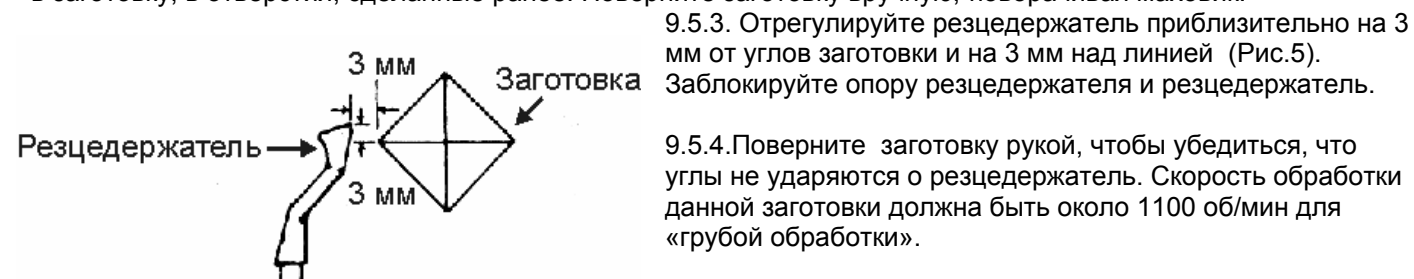 9.5.3. Отрегулируйте резцедержатель приблизительно на 3
мм от углов заготовки и на 3 мм над линией (Рис.5).
Заблокируйте опору резцедержателя и резцедержатель.
9.5.4.Поверните заготовку рукой, чтобы убедиться, что
углы не ударяются о резцедержатель. Скорость обработки
данной заготовки должна быть около 1100 об/мин для
«грубой обработки».
3 мм
Заготовка
Резцедержатель
3 мм